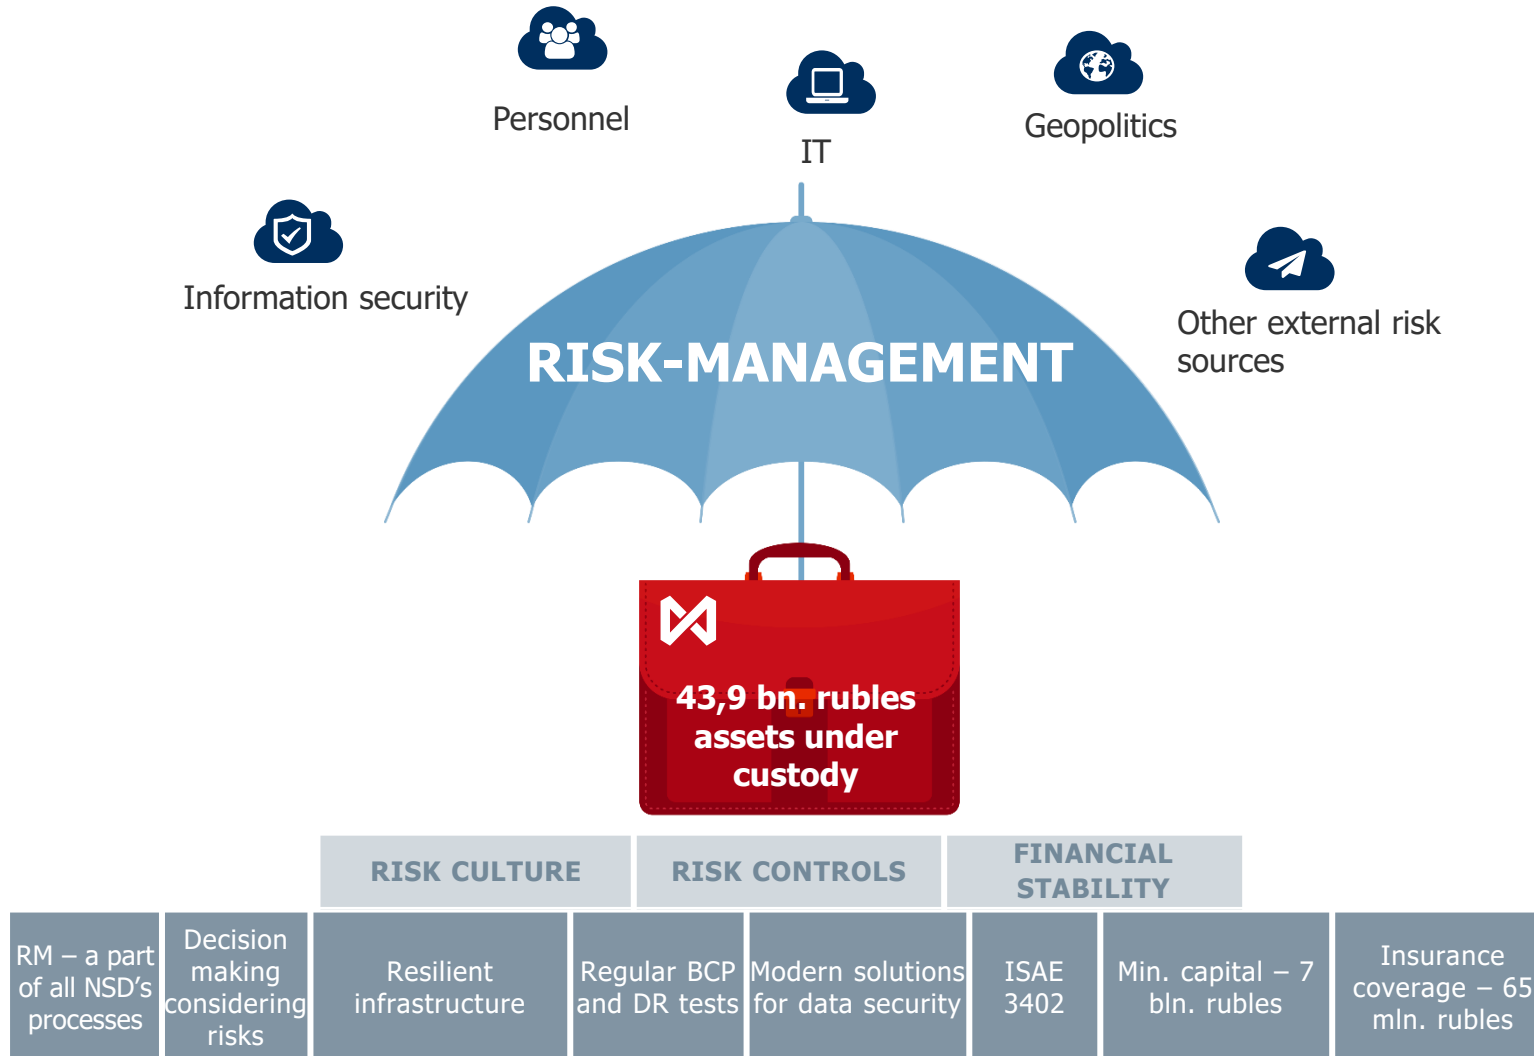 Personnel
IT
Geopolitics
Information security
Other external risk
sources
RISK-MANAGEMENT
43,9 bn. rubles
assets under
custody
RISK CULTURE
RISK CONTROLS
FINANCIAL
STABILITY
RM – a part
of all NSD’s
processes
Decision
making
considering
risks
Resilient
infrastructure
Regular BCP
and DR tests
Modern solutions
for data security
ISAE
3402
Min. capital – 7
bln. rubles
Insurance
coverage – 65
mln. rubles